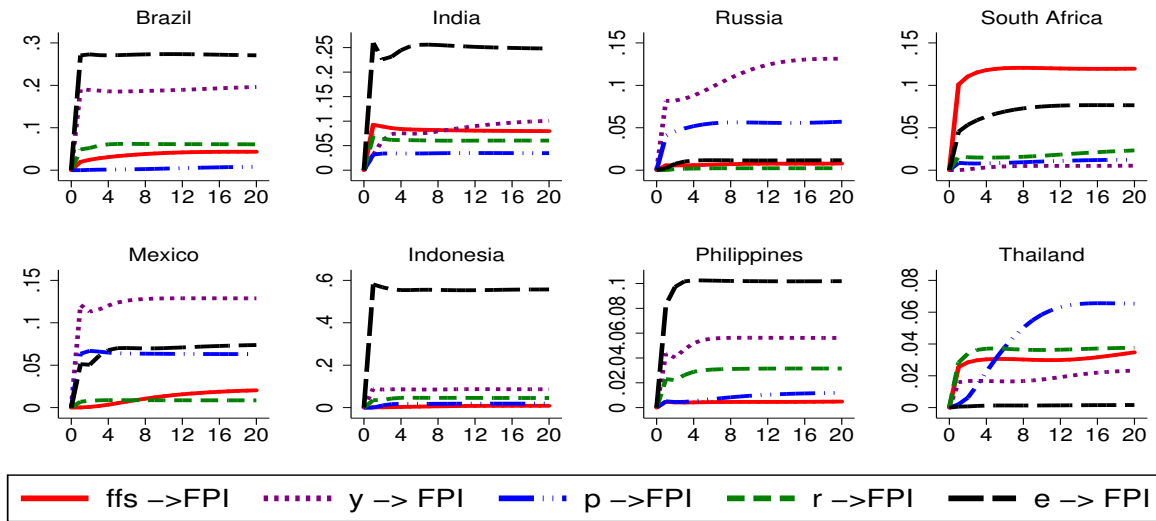 Brazil
0 .1 .2 .3
0 4 8 12 16 20
India
0 .05 .1 .15 .2 .25
0 4 8 12 16 20
Russia
0 .05 .1
0 4 8 12 16 20
South Africa
0 .05 .1
0 4 8 12 16 20
Mexico
0 .05 .1 .15
0 4 8 12 16 20
Indonesia
0 .2 .4 .6
0 4 8 12 16 20
Philippines
0 .02 .04 .06 .08 .1
0 4 8 12 16 20
Thailand
0 .02 .04 .06 .08
0 4 8 12 16 20
ffs −>FPI y −> FPI p −>FPI r −>FPI e −> FPI